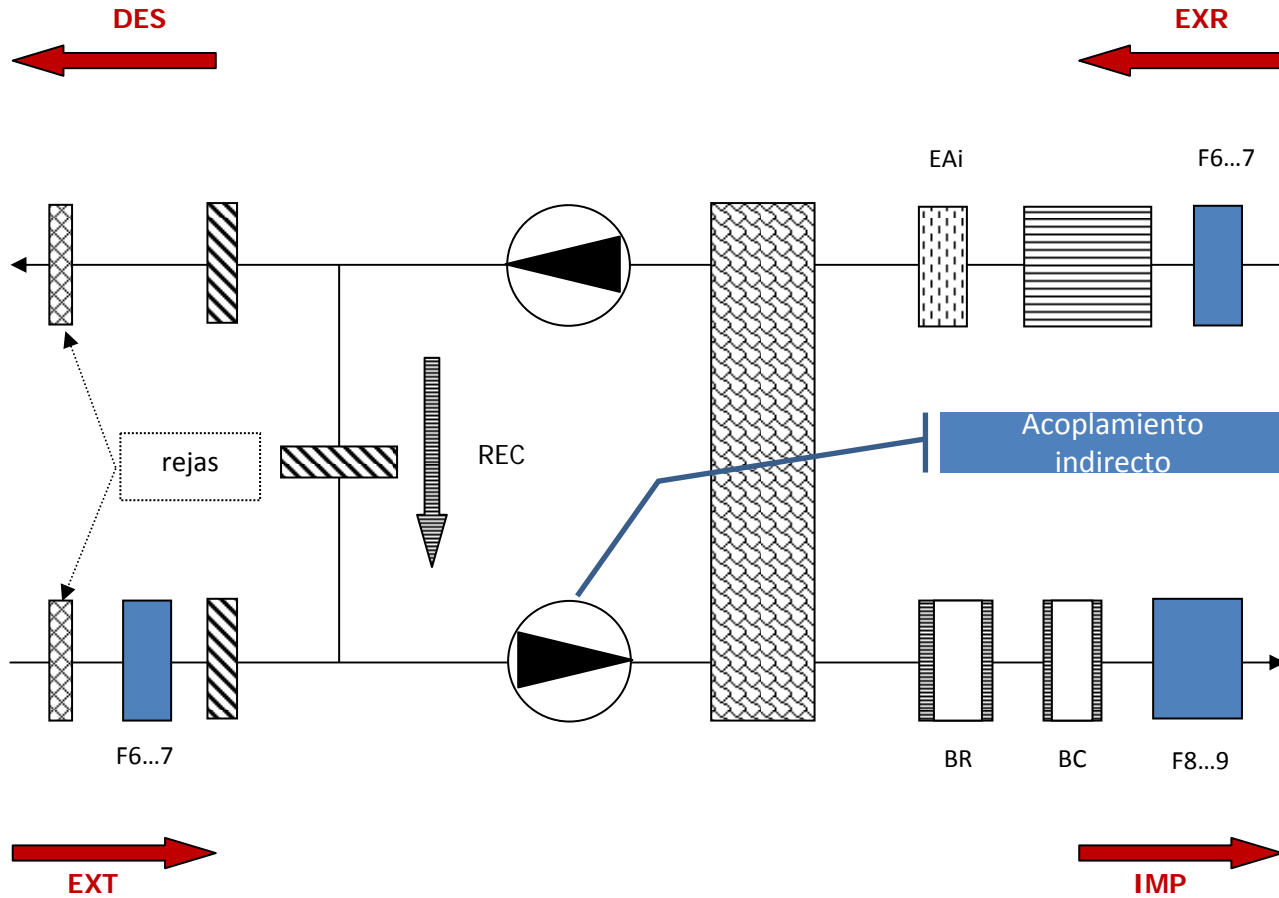 DES
EXR
EAi
F6...7
Acoplamiento
indirecto
rejas
REC
F6...7
BR
BC
F8...9
EXT
IMP